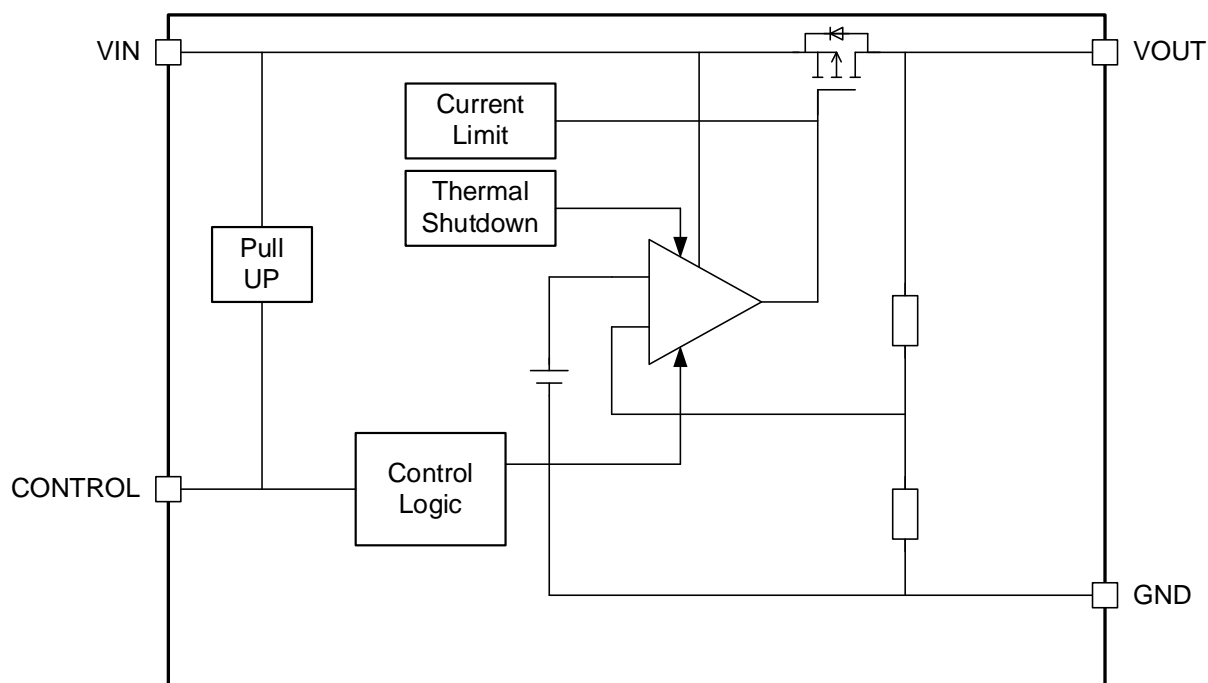 VIN
VOUT
Current
Limit
Thermal
Shutdown
Pull
UP
Control
Logic
CONTROL
GND